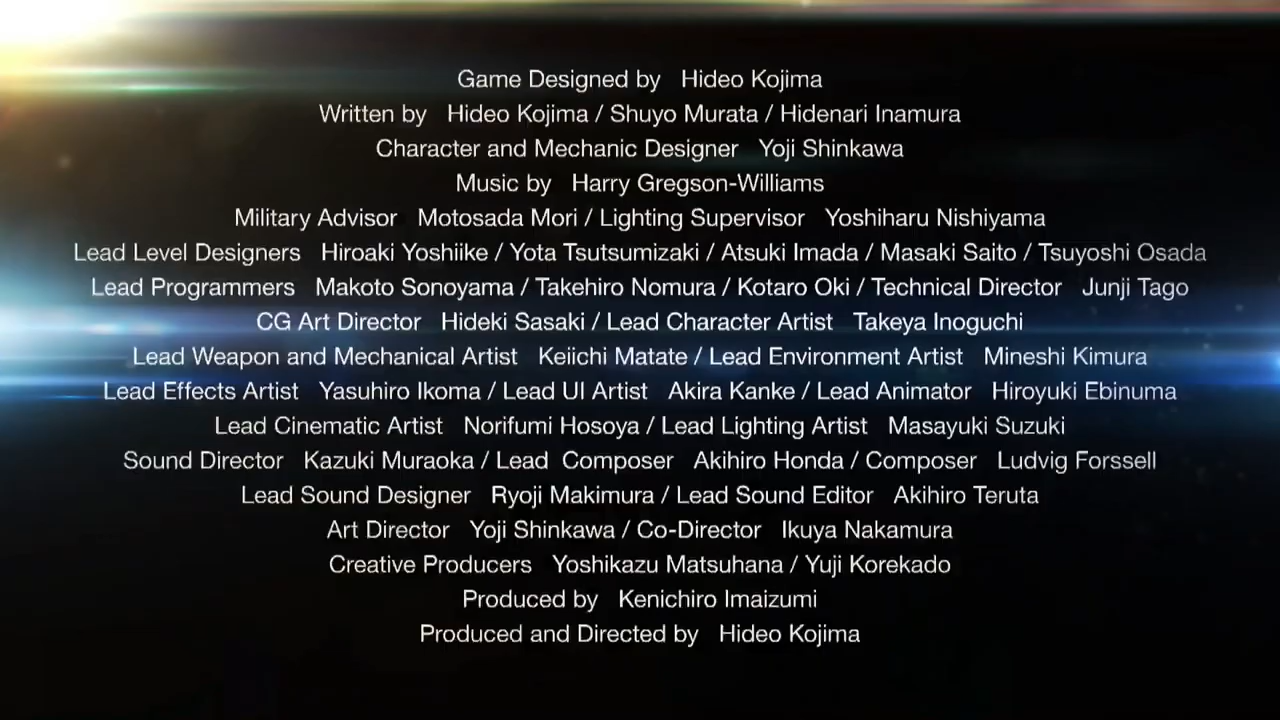 Game Designed by Hideo Kojima
Written by Hideo Kojima / Shuyo Murata / Hidenari Inamura
Character and Mechanic Designer Yoji Shinkawa
Music by Harry Gregson-Williams
Military Advisor Motosada Mori / Lighting Supervisor Yoshiharu Nishiyama
Lead Level Designers Hiroaki Yoshiike / Yota Tsutsumizaki / Atsuki Imada / Masaki Saito / Tsuyoshi Osada
Lead Programmers Makoto Sonoyama / Takehiro Nomura / Kotaro Oki / Technical Director Junji Tago
CG Art Director Hideki Sasaki / Lead Character Artist Takeya Inoguchi
Lead Weapon and Mechanical Artist Keiichi Matate / Lead Environment Artist Mineshi Kimura
Lead Effects Artist Yasuhiro Ikoma / Lead UI Artist Akira Kanke / Lead Animator Hiroyuki Ebinuma
Lead Cinematic Artist Norifumi Hosoya / Lead Lighting Artist Masayuki Suzuki
Sound Director Kazuki Muraoka / Lead Composer Akihiro Honda / Composer Ludvig Forssell
Lead Sound Designer Ryoji Makimura / Lead Sound Editor Akihiro Teruta
Art Director Yoji Shinkawa / Co-Director Ikuya Nakamura
Creative Producers Yoshikazu Matsuhana / Yuji Korekado
Produced by Kenichiro Imaizumi
Produced and Directed by Hideo Kojima